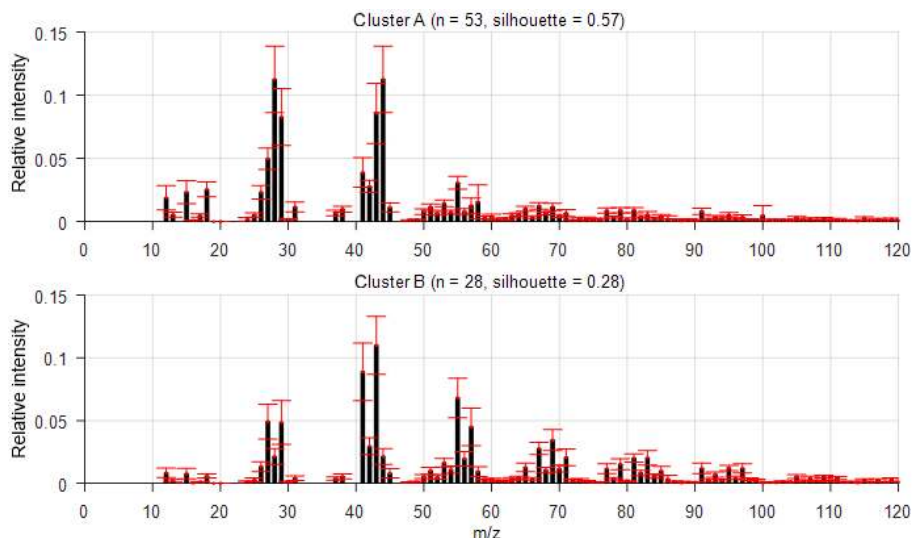 Cluster A (n = 53, silhouette = 0.57)
Relative intensity
0.15
0.1
0.05
0
0 10 20 30 40 50 60 70 80 90 100 110 120
Cluster B (n = 28, silhouette = 0.28)
Relative intensity
0.15
0.1
0.05
0
0 10 20 30 40 50 60 70 80 90 100 110 120
m/z